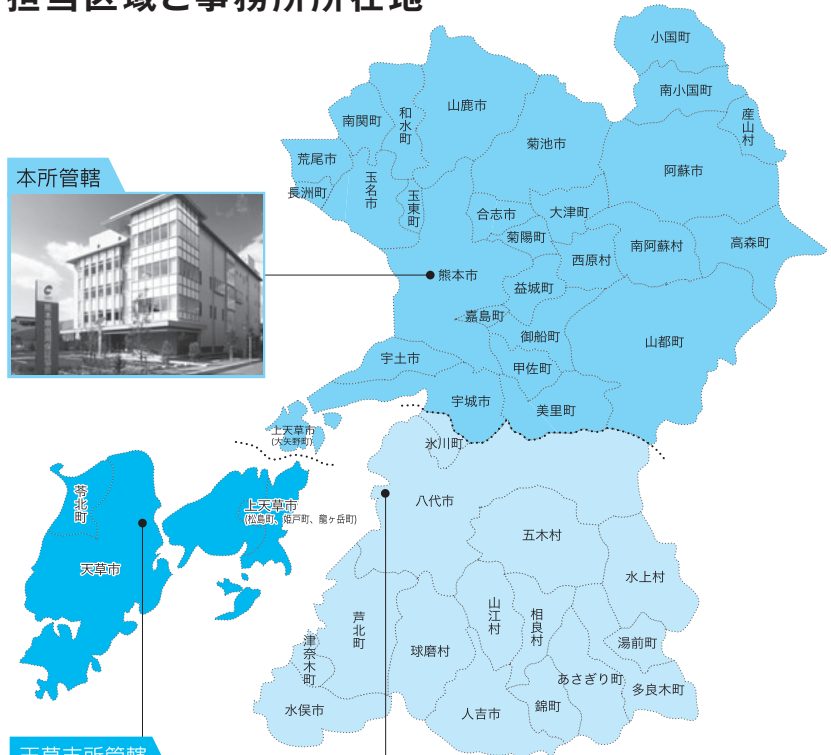 担当区域と事務所所在地
小国町
南小国町
産山村
山鹿市
和水町
南関町
菊池市
荒尾市
阿蘇市
玉名市
長洲町
玉東町
本所管轄
合志市
大津町
菊陽町
南阿蘇村
高森町
西原村
熊本市
益城町
嘉島町
御船町
山都町
宇土市
甲佐町
宇城市
美里町
上天草市
(大矢野町)
氷川町
苓北町
八代市
上天草市
(松島町、姫戸町、龍ヶ岳町)
五木村
天草市
水上村
山江村
相良村
芦北町
湯前町
津奈木町
球磨村
あさぎり町
多良木町
水俣市
人吉市
錦町
天草支所管轄